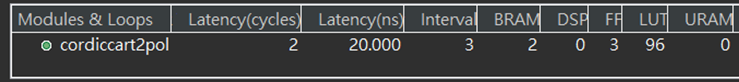 Modules & Loops Latency(cycles) Latency(ns) Interval BRAM DSP FF LUT URAM
cordiccart2pol 2 20.000 3 2 0 3 96 0